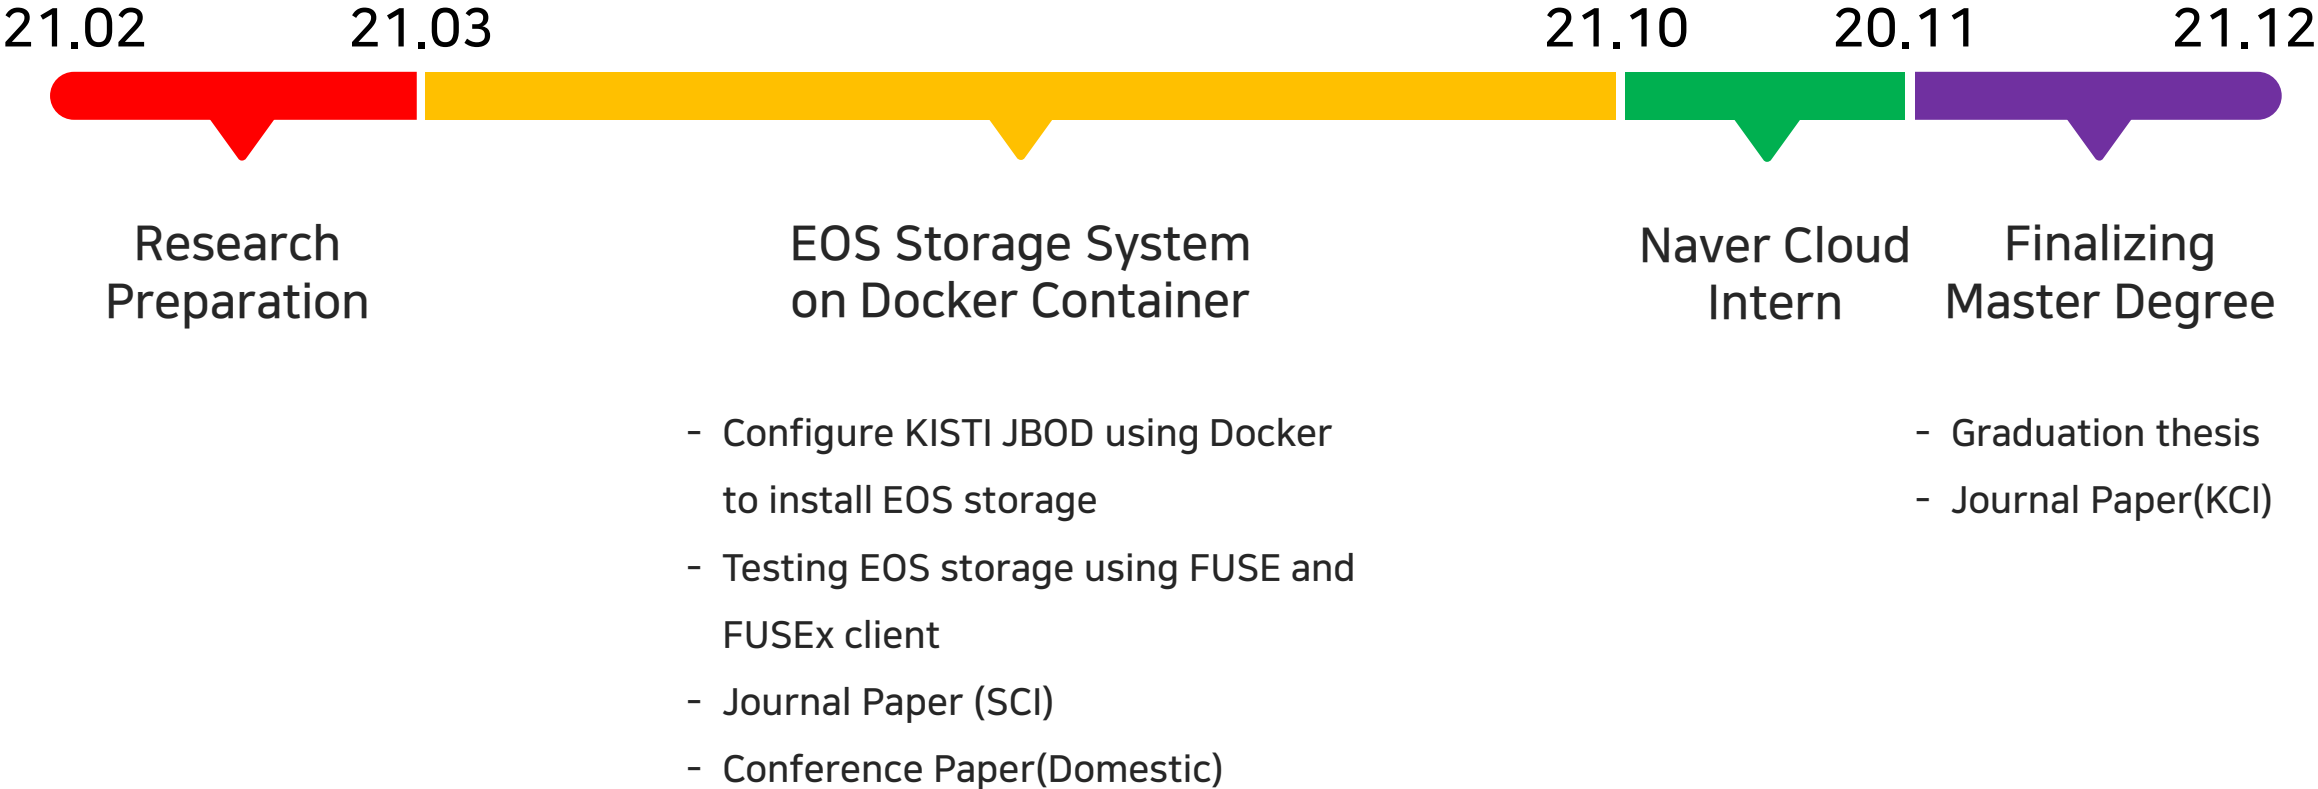 21.02 21.03 21.10 20.11 21.12
Research
Preparation
EOS Storage System
on Docker Container
Naver Cloud
Intern
Finalizing
Master Degree
- Configure KISTI JBOD using Docker
to install EOS storage
- Testing EOS storage using FUSE and
FUSEx client
- Journal Paper (SCI)
- Conference Paper(Domestic)
- Graduation thesis
- Journal Paper(KCI)